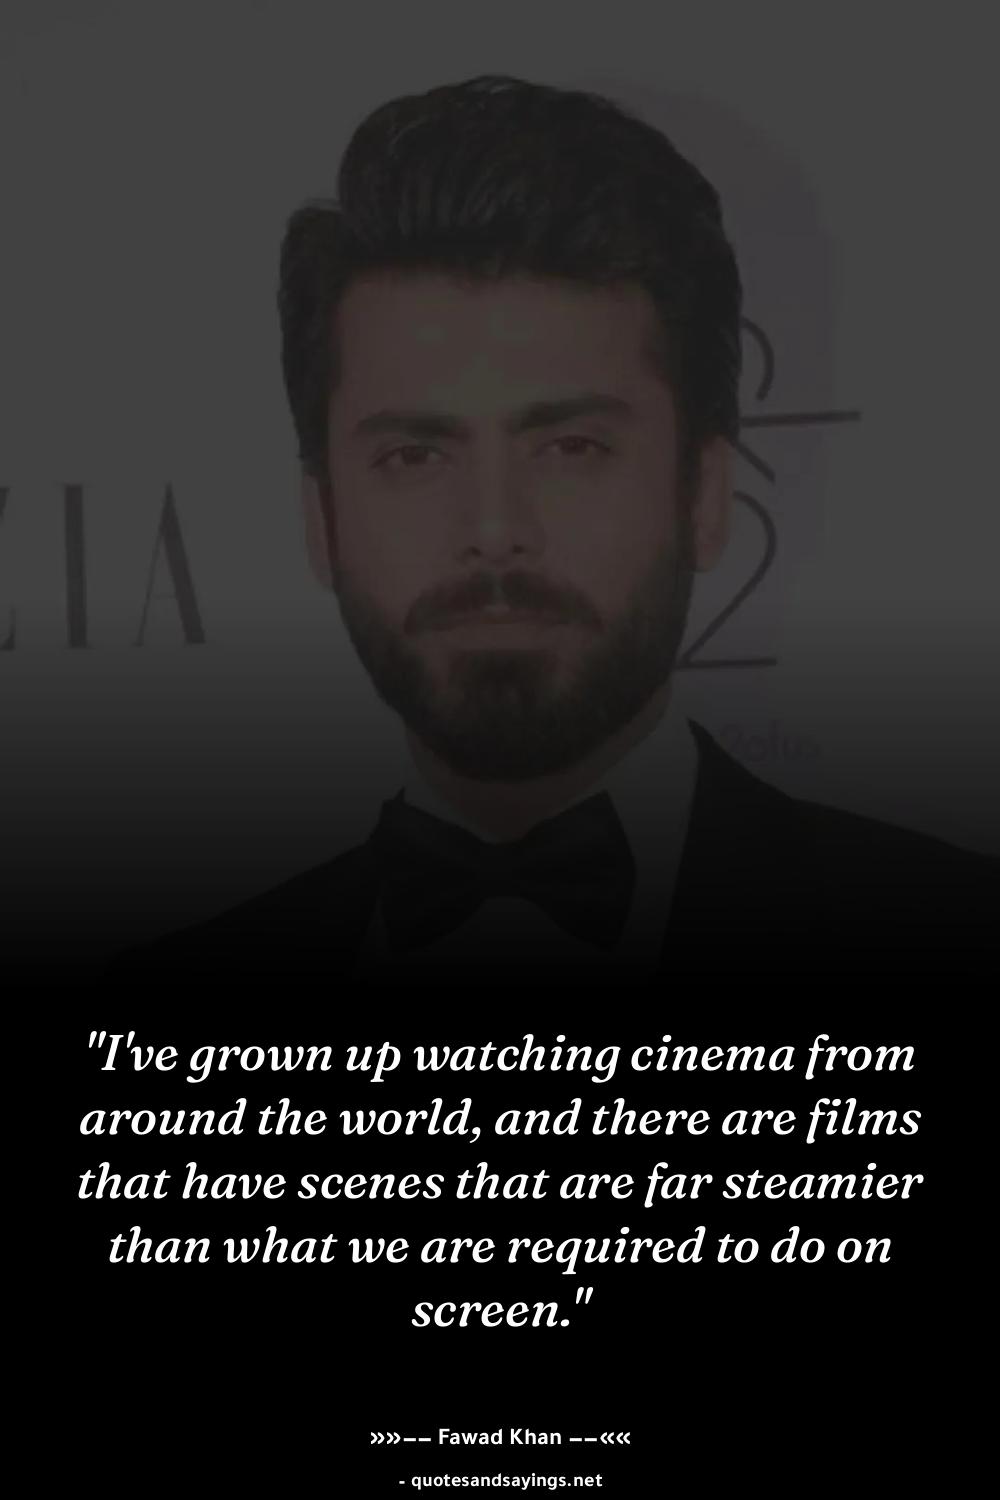 ZIA
"I've grown up watching cinema from
around the world, and there are films
that have scenes that are far steamier
than what we are required to do on
screen."
»»–– Fawad Khan ––««
- quotesandsayings.net